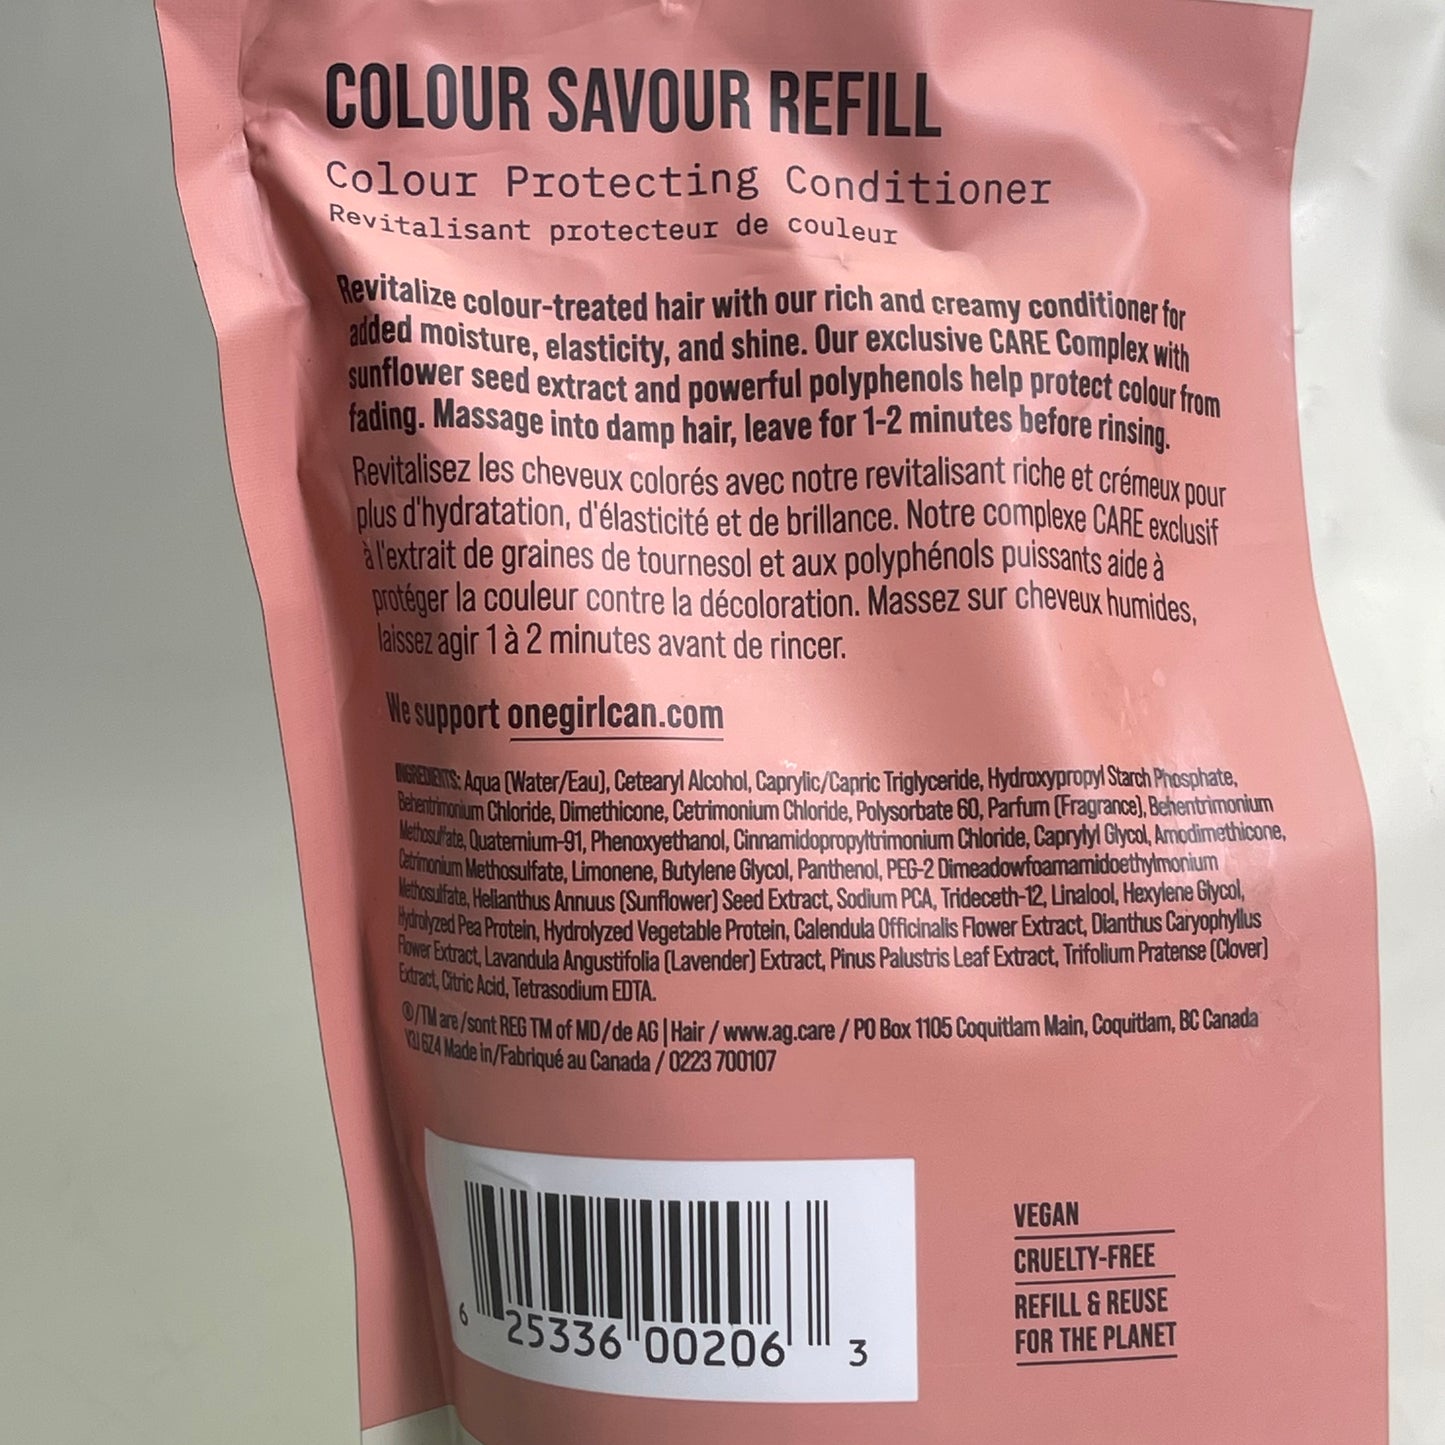 COLOUR SAVOUR REFILL
Colour Protecting Conditioner
Revitalisant protecteur de couleur
Revitalize colour-treated hair with our rich and creamy conditioner for
added moisture, elasticity, and shine. Our exclusive CARE Complex with
sunflower seed extract and powerful polyphenols help protect colour from
fading. Massage into damp hair, leave for 1-2 minutes before rinsing.
Revitalisez les cheveux colorés avec notre revitalisant riche et crémeux pour
plus d'hydratation, d'élasticité et de brillance. Notre complexe CARE exclusif
à l'extrait de graines de tournesol et aux polyphénols puissants aide à
protéger la couleur contre la décoloration. Massez sur cheveux humides,
laissez agir 1 à 2 minutes avant de rincer.
We support onegirlcan.com
INGREDIENTS: Aqua (Water/Eau), Cetearyl Alcohol, Caprylic/Capric Triglyceride, Hydroxypropyl Starch Phosphate,
Behentrimonium Chloride, Dimethicone, Cetrimonium Chloride, Polysorbate 60, Parfum (Fragrance), Behentrimonium
Methosulfate, Quaternium-91, Phenoxyethanol, Cinnamidopropyltrimonium Chloride, Caprylyl Glycol, Amodimethicone,
Cetrimonium Methosulfate, Limonene, Butylene Glycol, Panthenol, PEG-2 Dimeadowfoamamidoethylmonium
Methosulfate, Helianthus Annuus (Sunflower) Seed Extract, Sodium PCA, Trideceth-12, Linalool, Hexylene Glycol,
Hydrolyzed Pea Protein, Hydrolyzed Vegetable Protein, Calendula Officinalis Flower Extract, Dianthus Caryophyllus
Flower Extract, Lavandula Angustifolia (Lavender) Extract, Pinus Palustris Leaf Extract, Trifolium Pratense (Clover)
Extract, Citric Acid, Tetrasodium EDTA.
®/TM are/sont REG TM of MD/de AG | Hair / www.ag.care / PO Box 1105 Coquitlam Main, Coquitlam, BC Canada
V3J 6Z4 Made in/Fabriqué au Canada / 0223 700107
6 25336 00206 3
VEGAN
CRUELTY-FREE
REFILL & REUSE
FOR THE PLANET